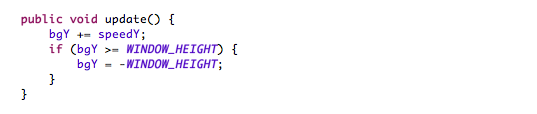 public void update() {
    bgY += speedY;
    if (bgY >= WINDOW_HEIGHT) {
        bgY = -WINDOW_HEIGHT;
    }
}